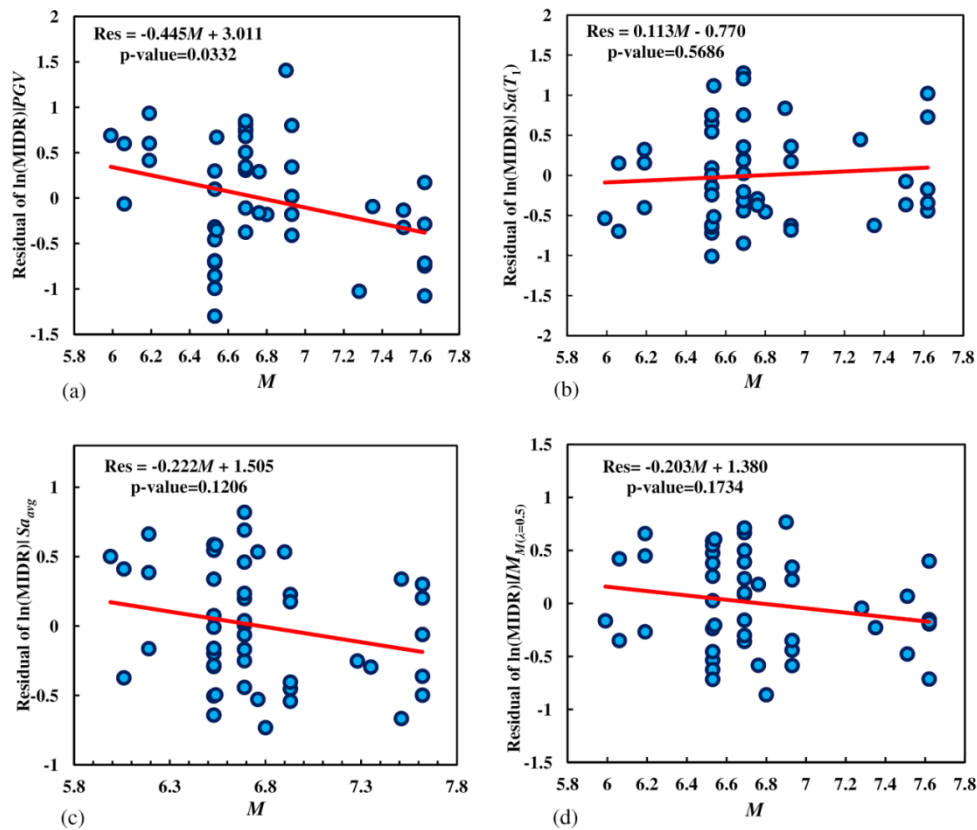 Res = -0.445M + 3.011
p-value=0.0332
Residual of ln(MIDR)|PGV
2
1.5
1
0.5
0
-0.5
-1
-1.5
5.8 6 6.2 6.4 6.6 6.8 7 7.2 7.4 7.6 7.8
M
(a)
Res = 0.113M - 0.770
p-value=0.5686
Residual of ln(MIDR)| Sa(T1)
2
1.5
1
0.5
0
-0.5
-1
-1.5
-2
5.8 6 6.2 6.4 6.6 6.8 7 7.2 7.4 7.6 7.8
M
(b)
Res = -0.222M + 1.505
p-value=0.1206
Residual of ln(MIDR)| Saavg
1
0.5
0
-0.5
-1
5.8 6.3 6.8 7.3 7.8
M
(c)
Res= -0.203M + 1.380
p-value=0.1734
Residual of ln(MIDR)|IMM(λ=0.5)
1.5
1
0.5
0
-0.5
-1
-1.5
5.8 6 6.2 6.4 6.6 6.8 7 7.2 7.4 7.6 7.8
M
(d)